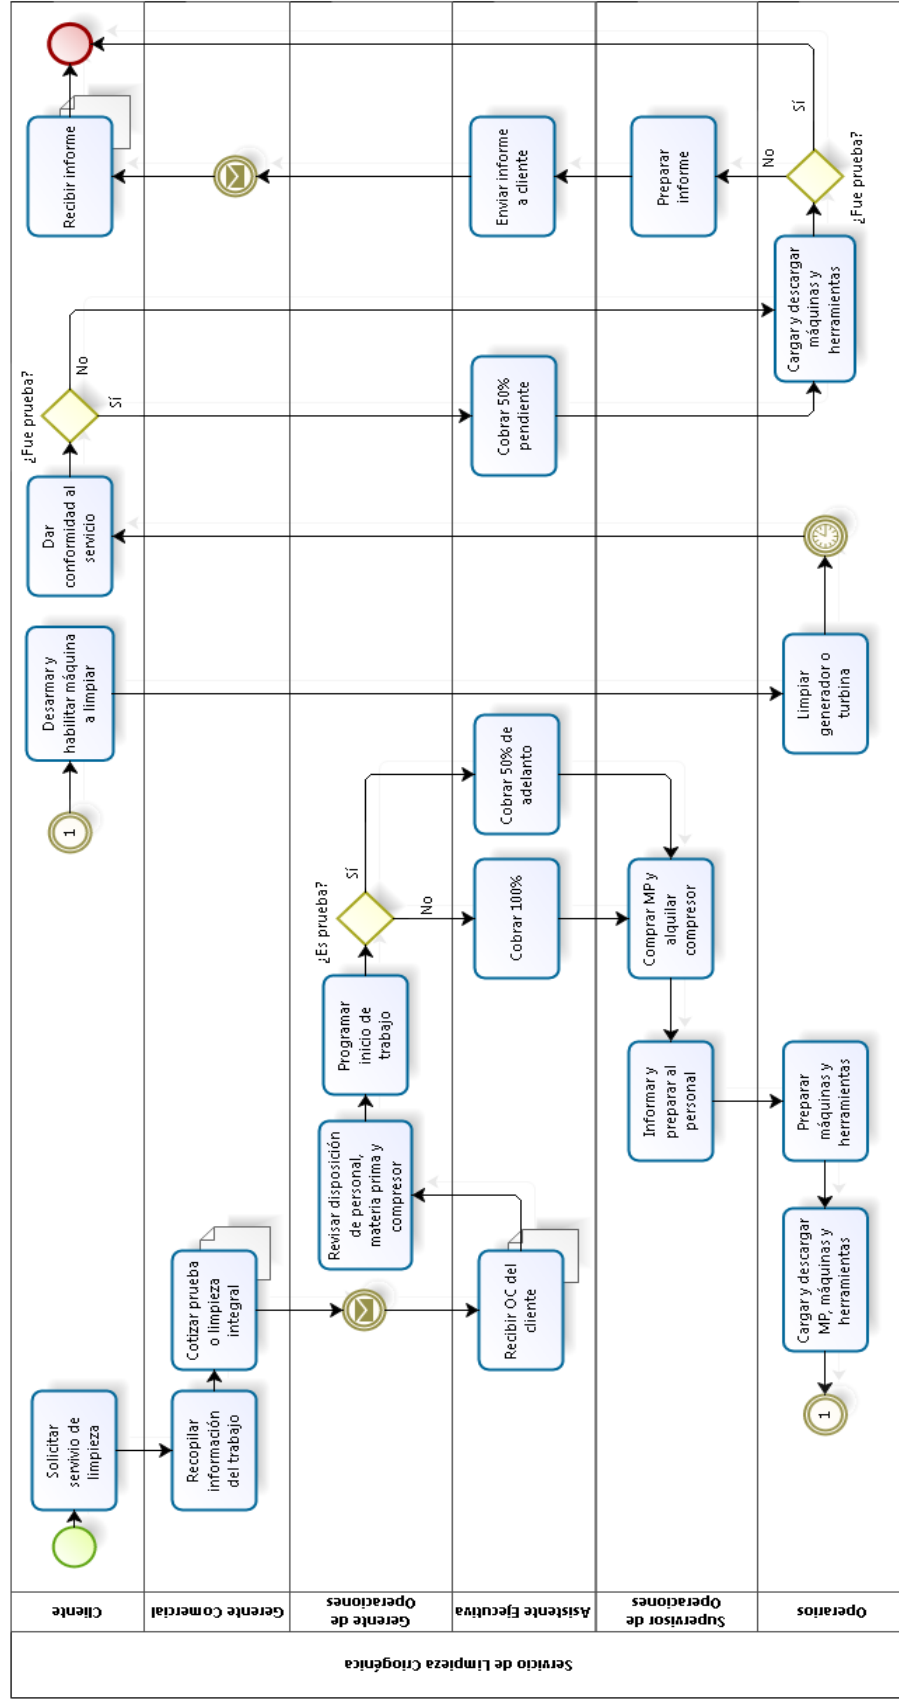 Servicio de Limpieza Criogénica
Cliente
Gerente Comercial
Gerente de
Operaciones
Asistente Ejecutiva
Supervisor de
Operaciones
Operarios
Solicitar
servivio de
limpieza
Recopilar
información
del trabajo
Cotizar prueba
o limpieza
integral
Recibir OC del
cliente
Revisar disposición
de personal,
materia prima y
compresor
Programar
inicio de
trabajo
¿Es prueba?
Sí
No
Cobrar 100%
Cobrar 50% de
adelanto
Comprar MP y
alquilar
compresor
Informar y
preparar al
personal
Preparar
máquinas y
herramientas
Cargar y descargar
MP, máquinas y
herramientas
1
1
Desarmar y
habilitar máquina
a limpiar
Limpiar
generador o
turbina
Dar
conformidad al
servicio
¿Fue prueba?
No
Sí
Cobrar 50%
pendiente
Cargar y descargar
máquinas y
herramientas
¿Fue prueba?
No
Sí
Preparar
informe
Enviar informe
a cliente
Recibir informe